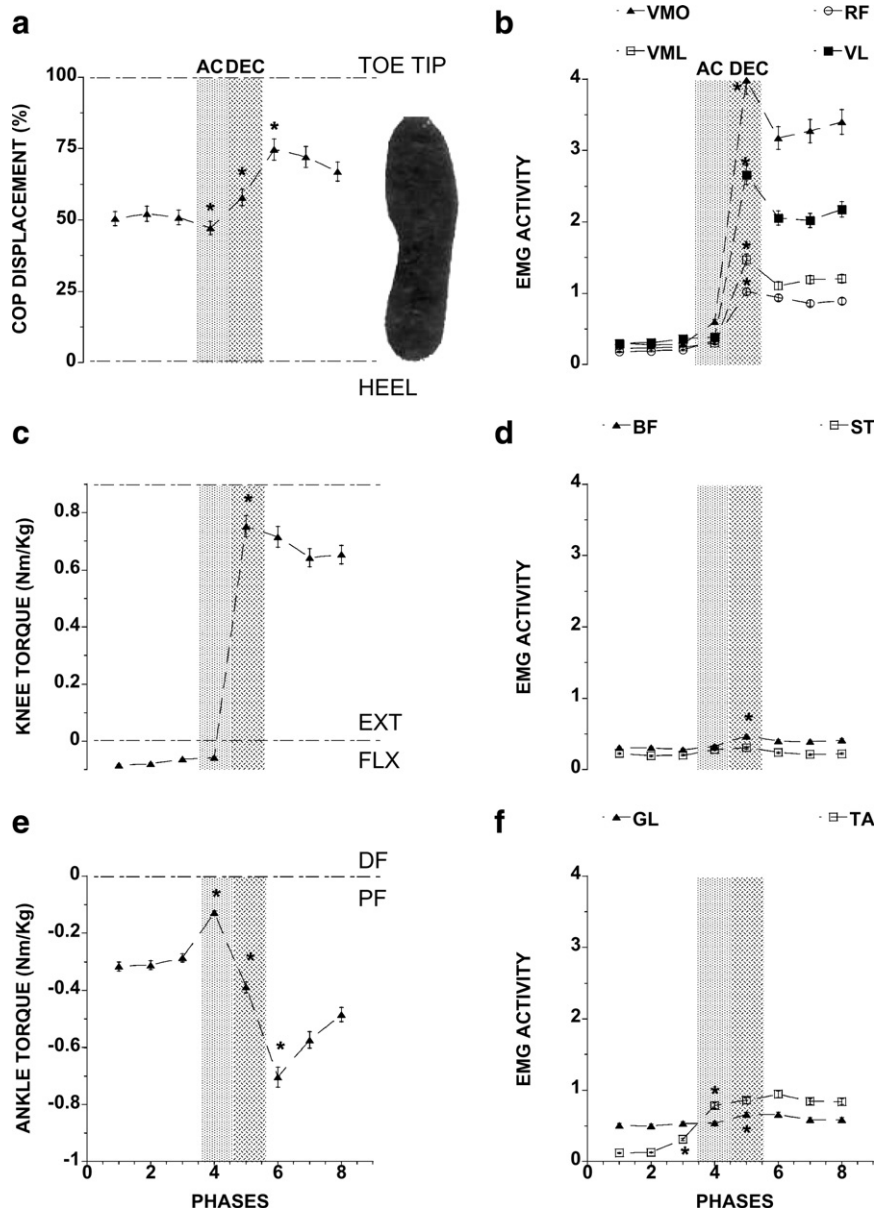 a
AC DEC
TOE TIP
COP DISPLACEMENT (%)
100
75
50
25
0
*
*
*
HEEL
b
VMO
RF
VML
VL
AC DEC
EMG ACTIVITY
4
3
2
1
0
*
*
*
*
c
KNEE TORQUE (Nm/Kg)
0.8
0.6
0.4
0.2
0
*
EXT
FLX
d
BF
ST
EMG ACTIVITY
4
3
2
1
0
*
e
ANKLE TORQUE (Nm/Kg)
0
-0.2
-0.4
-0.6
-0.8
-1
DF
PF
*
*
*
0 2 4 6 8
PHASES
f
GL
TA
EMG ACTIVITY
4
3
2
1
0
*
*
*
0 2 4 6 8
PHASES